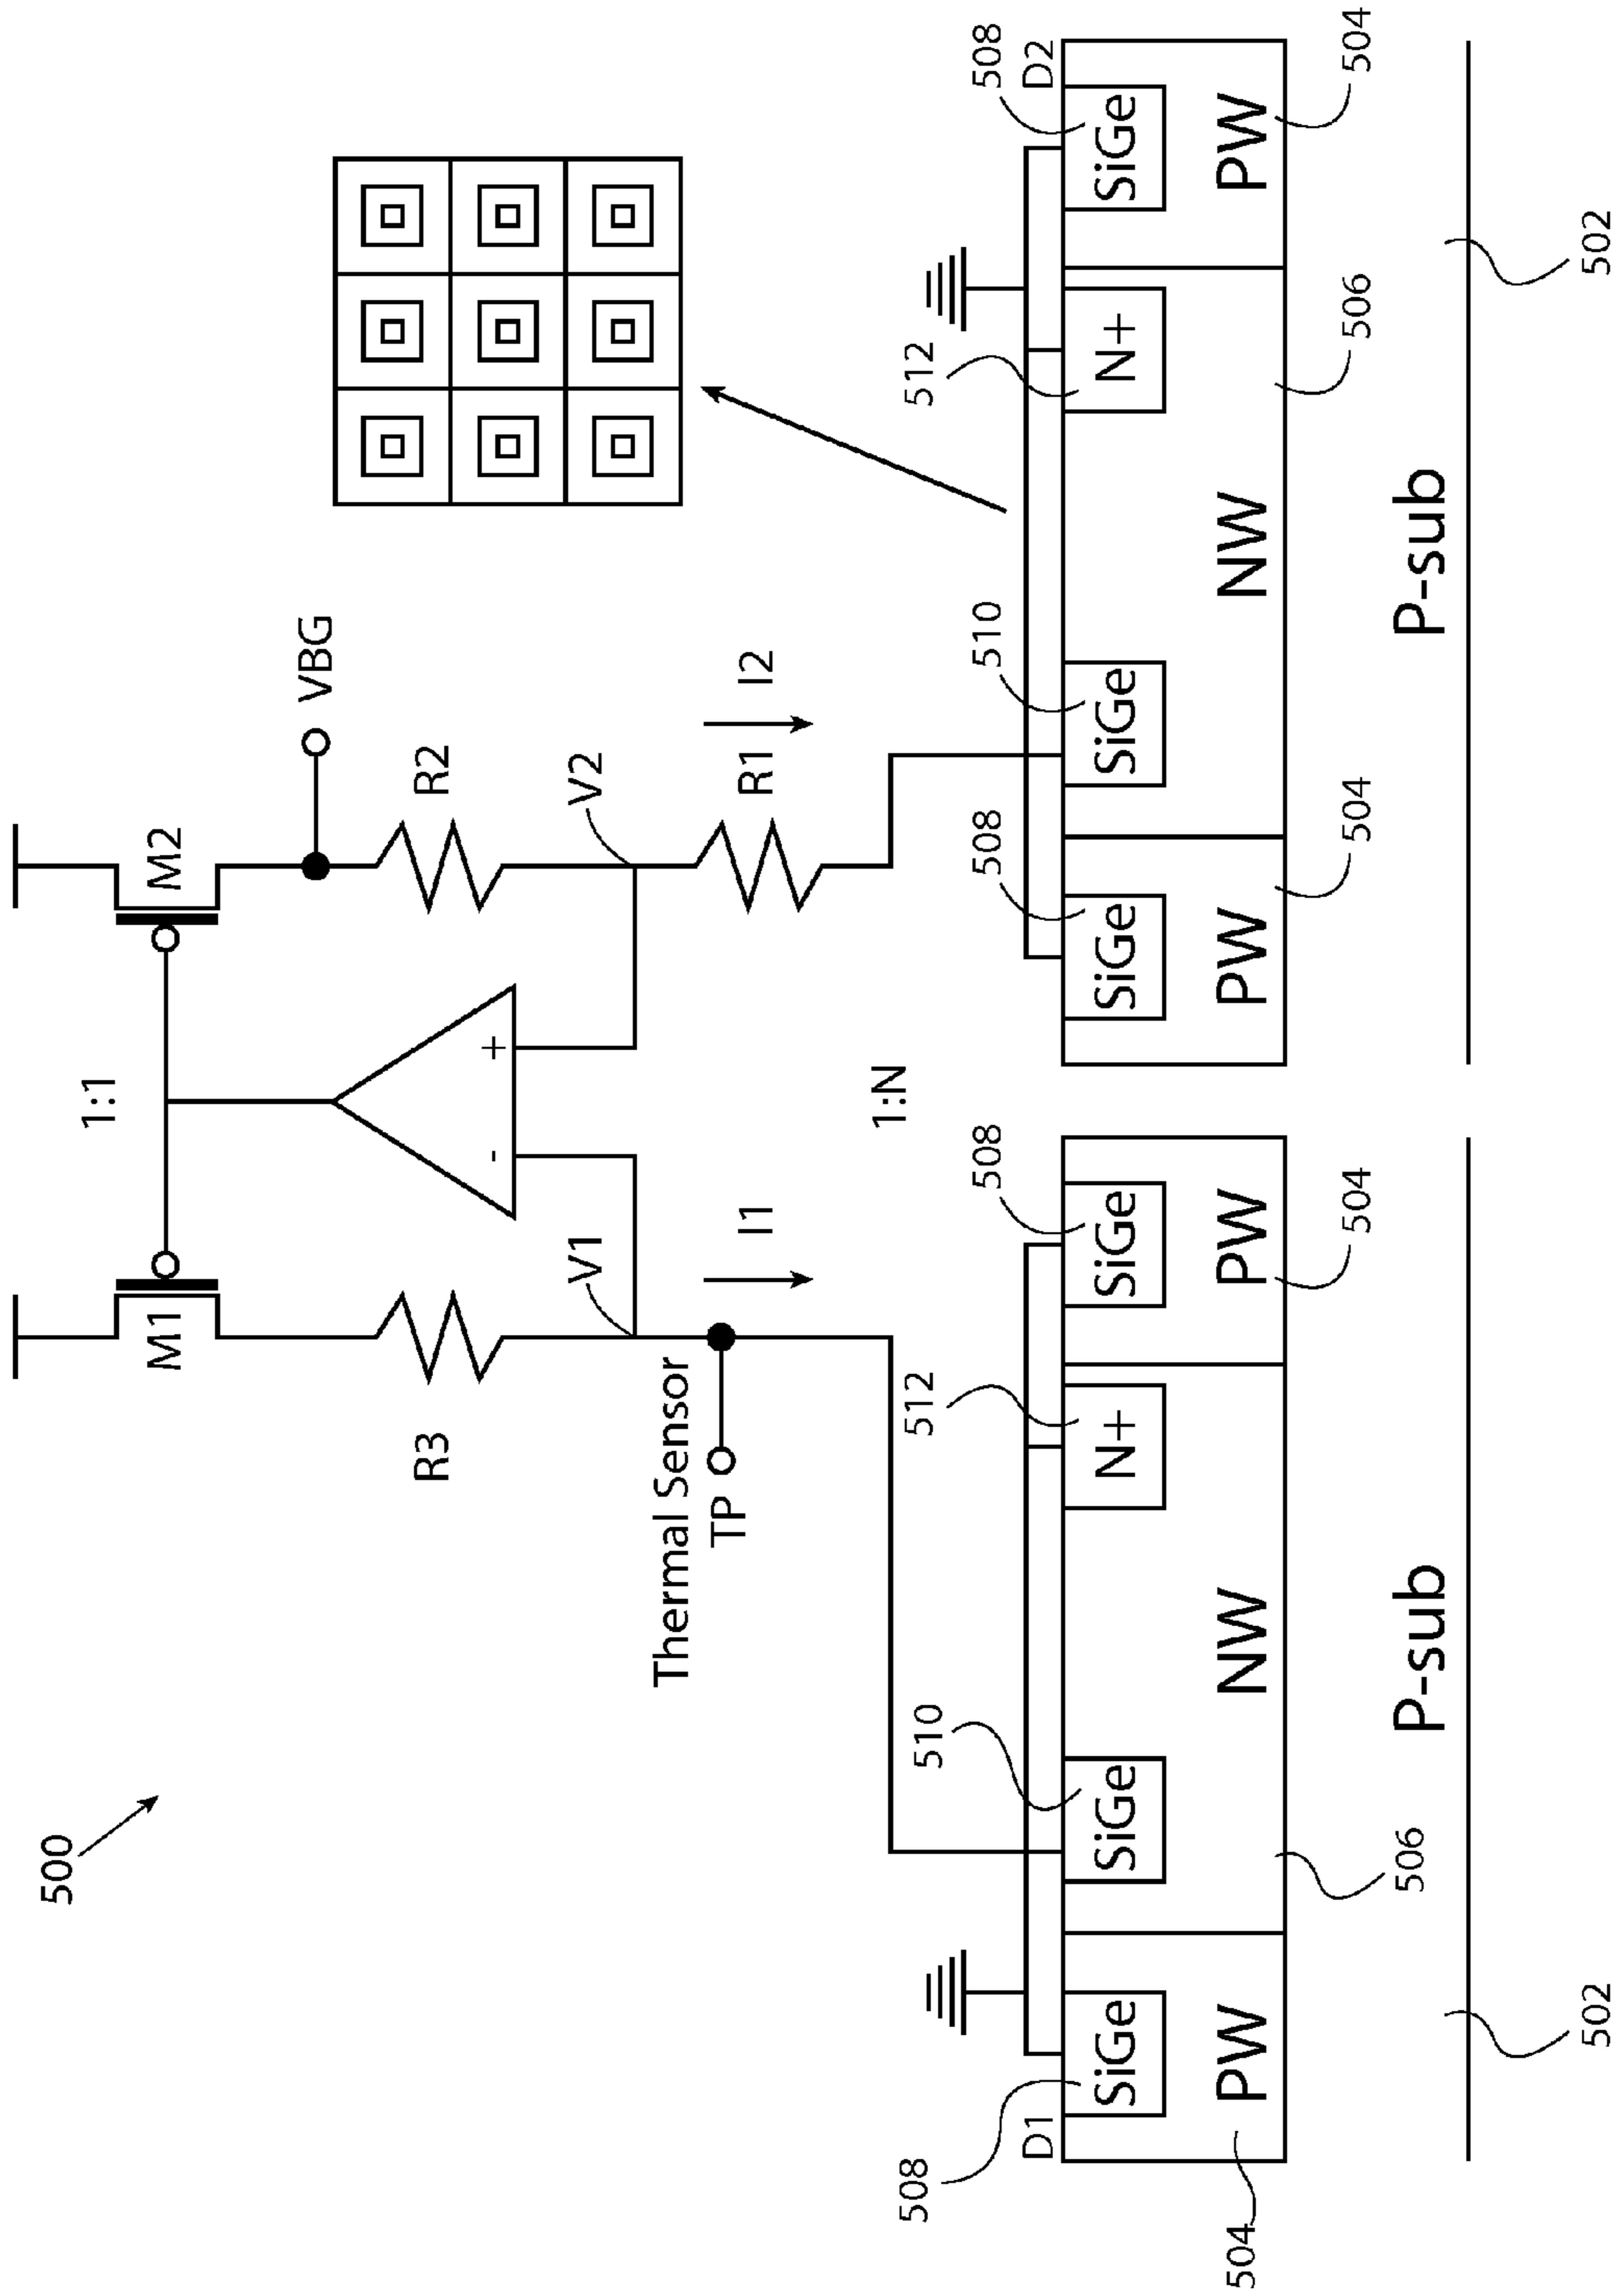 500
1:1
M1
M2
VBG
R3
R2
-
+
V1
V2
Thermal Sensor
TP
I1
R1
I2
1:N
508
510
512
508
508
510
512
508
D1
D2
SiGe
SiGe
N+
SiGe
SiGe
SiGe
N+
SiGe
PW
NW
PW
PW
NW
PW
504
506
504
504
506
504
P-sub
P-sub
502
502